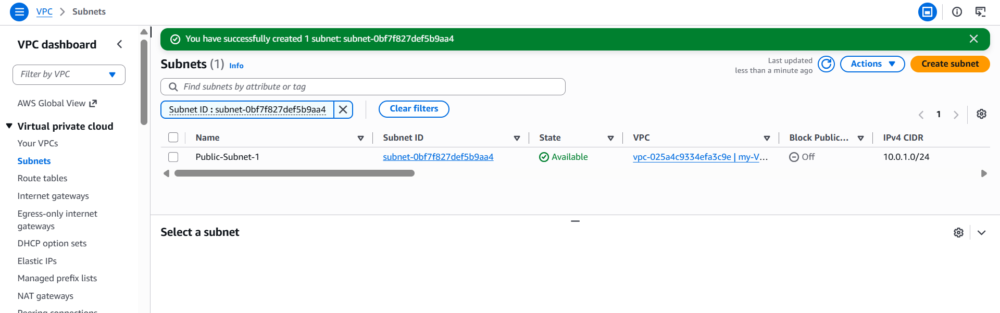 VPC > Subnets
VPC dashboard
Filter by VPC
AWS Global View
Virtual private cloud
Your VPCs
Subnets
Route tables
Internet gateways
Egress-only internet
gateways
DHCP option sets
Elastic IPs
Managed prefix lists
NAT gateways
Peering connections
You have successfully created 1 subnet: subnet-0bf7f827def5b9aa4
Subnets (1) Info
Last updated
less than a minute ago
Actions
Create subnet
Find subnets by attribute or tag
Subnet ID : subnet-0bf7f827def5b9aa4
Clear filters
1
Name Subnet ID State VPC Block Public... IPv4 CIDR
Public-Subnet-1 subnet-0bf7f827def5b9aa4 Available vpc-025a4c9334efa3c9e | my-V... Off 10.0.1.0/24
Select a subnet